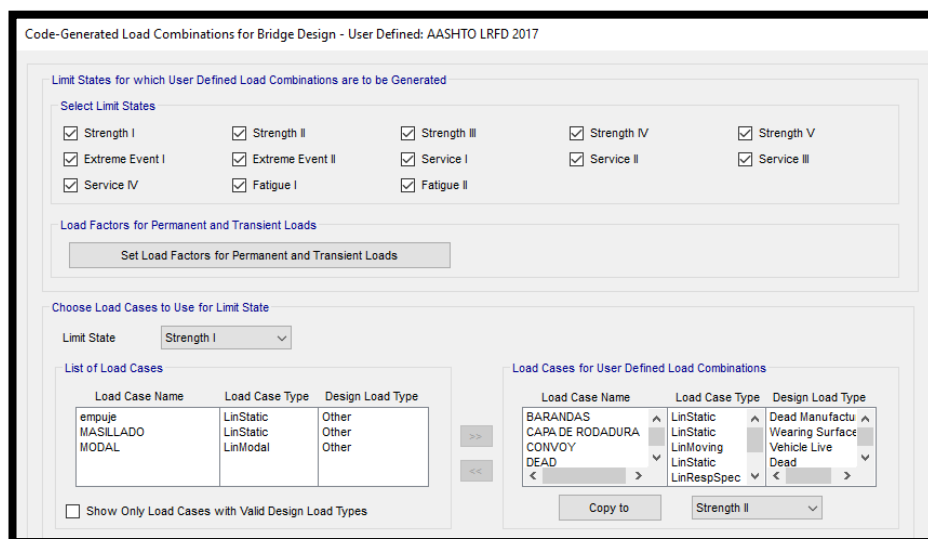 Code-Generated Load Combinations for Bridge Design - User Defined: AASHTO LRFD 2017
Limit States for which User Defined Load Combinations are to be Generated
Select Limit States
Strength I Strength II Strength III Strength IV Strength V
Extreme Event I Extreme Event II Service I Service II Service III
Service IV Fatigue I Fatigue II
Load Factors for Permanent and Transient Loads
Set Load Factors for Permanent and Transient Loads
Choose Load Cases to Use for Limit State
Limit State Strength I
List of Load Cases
Load Case Name Load Case Type Design Load Type
empuje LinStatic Other
MASILLADO LinStatic Other
MODAL LinModal Other
Show Only Load Cases with Valid Design Load Types
>>
<<
Load Cases for User Defined Load Combinations
Load Case Name Load Case Type Design Load Type
BARANDAS LinStatic Dead Manufactu
CAPA DE RODADURA LinStatic Wearing Surface
CONVOY LinMoving Vehicle Live
DEAD LinStatic Dead
LinRespSpec
Copy to Strength II